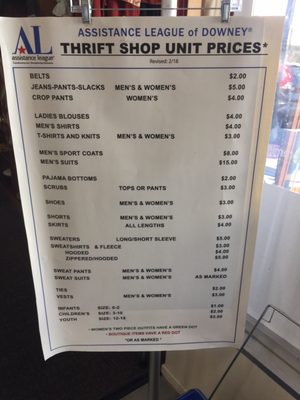 AL
assistance league®
ASSISTANCE LEAGUE of DOWNEY®
THRIFT SHOP UNIT PRICES*
Revised: 2/18
BELTS $2.00
JEANS-PANTS-SLACKS MEN'S & WOMEN'S $5.00
CROP PANTS WOMEN'S $4.00
LADIES BLOUSES $4.00
MEN'S SHIRTS $4.00
T-SHIRTS AND KNITS MEN'S & WOMEN'S $3.00
MEN'S SPORT COATS $8.00
MEN'S SUITS $15.00
PAJAMA BOTTOMS $2.00
SCRUBS TOPS OR PANTS $3.00
SHOES MEN'S & WOMEN'S $3.00
SHORTS MEN'S & WOMEN'S $3.00
SKIRTS ALL LENGTHS $4.00
SWEATERS LONG/SHORT SLEEVE $5.00
SWEATSHIRTS & FLEECE $3.00
HOODED $4.00
ZIPPERED/HOODED $5.00
SWEAT PANTS MEN'S & WOMEN'S $4.00
SWEAT SUITS MEN'S & WOMEN'S AS MARKED
TIES $2.00
VESTS MEN'S & WOMEN'S $3.00
INFANTS SIZE: 0-2 $1.00
CHILDREN'S SIZE: 3-10 $2.00
YOUTH SIZE: 12-18 $3.00
• WOMEN'S TWO PIECE OUTFITS HAVE A GREEN DOT
• BOUTIQUE ITEMS HAVE A RED DOT
*OR AS MARKED *